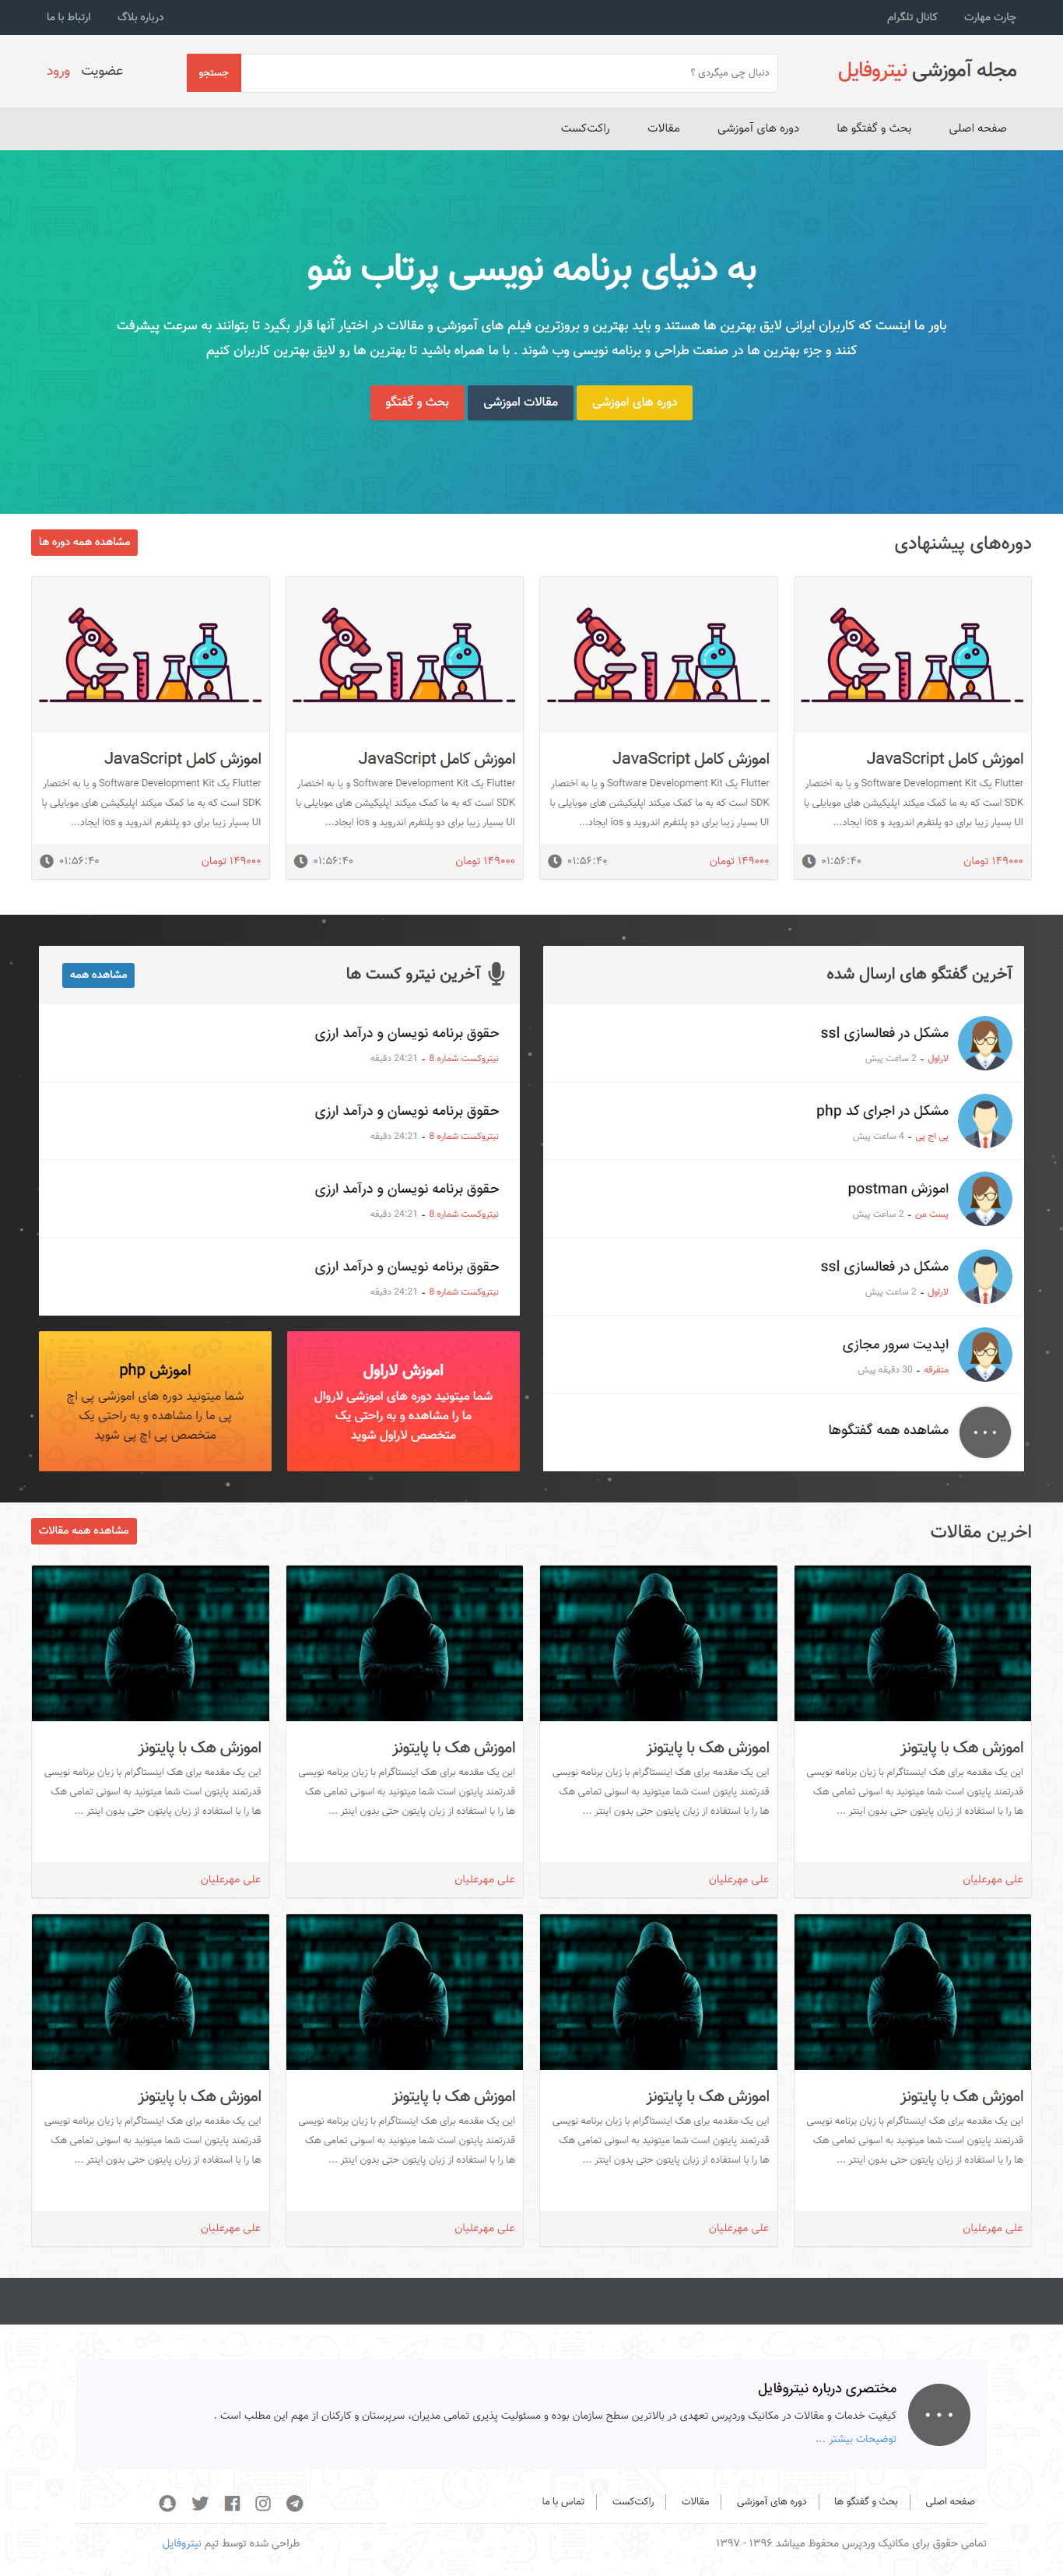 چارت مهارت
کانال تلگرام
درباره بلاگ
ارتباط با ما
مجله آموزشی نیتروفایل
دنبال چی میگردی ؟
جستجو
عضویت
ورود
صفحه اصلی
بحث و گفتگو ها
دوره های آموزشی
مقالات
راکت‌کست
به دنیای برنامه نویسی پرتاب شو
باور ما اینست که کاربران ایرانی لایق بهترین ها هستند و باید بهترین و بروزترین فیلم های آموزشی و مقالات در اختیار آنها قرار بگیرد تا بتوانند به سرعت پیشرفت
کنند و جزء بهترین ها در صنعت طراحی و برنامه نویسی وب شوند . با ما همراه باشید تا بهترین ها رو لایق بهترین کاربران کنیم
دوره های اموزشی
مقالات اموزشی
بحث و گفتگو
دوره‌های پیشنهادی
مشاهده همه دوره ها
اموزش کامل JavaScript
Flutter یک Software Development Kit و یا به اختصار
SDK است که به ما کمک میکند اپلیکیشن های موبایلی با
UI بسیار زیبا برای دو پلتفرم اندروید و ios ایجاد...
۱۴۹۰۰۰ تومان
۰۱:۵۶:۴۰
اموزش کامل JavaScript
Flutter یک Software Development Kit و یا به اختصار
SDK است که به ما کمک میکند اپلیکیشن های موبایلی با
UI بسیار زیبا برای دو پلتفرم اندروید و ios ایجاد...
۱۴۹۰۰۰ تومان
۰۱:۵۶:۴۰
اموزش کامل JavaScript
Flutter یک Software Development Kit و یا به اختصار
SDK است که به ما کمک میکند اپلیکیشن های موبایلی با
UI بسیار زیبا برای دو پلتفرم اندروید و ios ایجاد...
۱۴۹۰۰۰ تومان
۰۱:۵۶:۴۰
اموزش کامل JavaScript
Flutter یک Software Development Kit و یا به اختصار
SDK است که به ما کمک میکند اپلیکیشن های موبایلی با
UI بسیار زیبا برای دو پلتفرم اندروید و ios ایجاد...
۱۴۹۰۰۰ تومان
۰۱:۵۶:۴۰
آخرین گفتگو های ارسال شده
مشکل در فعالسازی ssl
لاراول - 2 ساعت پیش
مشکل در اجرای کد php
پی اچ پی - 4 ساعت پیش
اموزش postman
پست من - 2 ساعت پیش
مشکل در فعالسازی ssl
لاراول - 2 ساعت پیش
اپدیت سرور مجازی
متفرقه - 30 دقیقه پیش
مشاهده همه گفتگوها
آخرین نیترو کست ها
مشاهده همه
حقوق برنامه نویسان و درآمد ارزی
نیتروکست شماره 8 - 24:21 دقیقه
حقوق برنامه نویسان و درآمد ارزی
نیتروکست شماره 8 - 24:21 دقیقه
حقوق برنامه نویسان و درآمد ارزی
نیتروکست شماره 8 - 24:21 دقیقه
حقوق برنامه نویسان و درآمد ارزی
نیتروکست شماره 8 - 24:21 دقیقه
اموزش لاراول
شما میتونید دوره های اموزشی لاروال
ما را مشاهده و به راحتی یک
متخصص لاراول شوید
اموزش php
شما میتونید دوره های اموزشی پی اچ
پی ما را مشاهده و به راحتی یک
متخصص پی اچ پی شوید
اخرین مقالات
مشاهده همه مقالات
اموزش هک با پایتونز
این یک مقدمه برای هک اینستاگرام با زبان برنامه نویسی
قدرتمند پایتون است شما میتونید به اسونی تمامی هک
ها را با استفاده از زبان پایتون حتی بدون اینتر ...
علی مهرعلیان
اموزش هک با پایتونز
این یک مقدمه برای هک اینستاگرام با زبان برنامه نویسی
قدرتمند پایتون است شما میتونید به اسونی تمامی هک
ها را با استفاده از زبان پایتون حتی بدون اینتر ...
علی مهرعلیان
اموزش هک با پایتونز
این یک مقدمه برای هک اینستاگرام با زبان برنامه نویسی
قدرتمند پایتون است شما میتونید به اسونی تمامی هک
ها را با استفاده از زبان پایتون حتی بدون اینتر ...
علی مهرعلیان
اموزش هک با پایتونز
این یک مقدمه برای هک اینستاگرام با زبان برنامه نویسی
قدرتمند پایتون است شما میتونید به اسونی تمامی هک
ها را با استفاده از زبان پایتون حتی بدون اینتر ...
علی مهرعلیان
اموزش هک با پایتونز
این یک مقدمه برای هک اینستاگرام با زبان برنامه نویسی
قدرتمند پایتون است شما میتونید به اسونی تمامی هک
ها را با استفاده از زبان پایتون حتی بدون اینتر ...
علی مهرعلیان
اموزش هک با پایتونز
این یک مقدمه برای هک اینستاگرام با زبان برنامه نویسی
قدرتمند پایتون است شما میتونید به اسونی تمامی هک
ها را با استفاده از زبان پایتون حتی بدون اینتر ...
علی مهرعلیان
اموزش هک با پایتونز
این یک مقدمه برای هک اینستاگرام با زبان برنامه نویسی
قدرتمند پایتون است شما میتونید به اسونی تمامی هک
ها را با استفاده از زبان پایتون حتی بدون اینتر ...
علی مهرعلیان
اموزش هک با پایتونز
این یک مقدمه برای هک اینستاگرام با زبان برنامه نویسی
قدرتمند پایتون است شما میتونید به اسونی تمامی هک
ها را با استفاده از زبان پایتون حتی بدون اینتر ...
علی مهرعلیان
مختصری درباره نیتروفایل
کیفیت خدمات و مقالات در مکانیک وردپرس تعهدی در بالاترین سطح سازمان بوده و مسئولیت پذیری تمامی مدیران، سرپرستان و کارکنان از مهم این مطلب است .
توضیحات بیشتر ...
صفحه اصلی
بحث و گفتگو ها
دوره های آموزشی
مقالات
راکت‌کست
تماس با ما
تمامی حقوق برای مکانیک وردپرس محفوظ میباشد ۱۳۹۶ - ۱۳۹۷
طراحی شده توسط تیم نیتروفایل